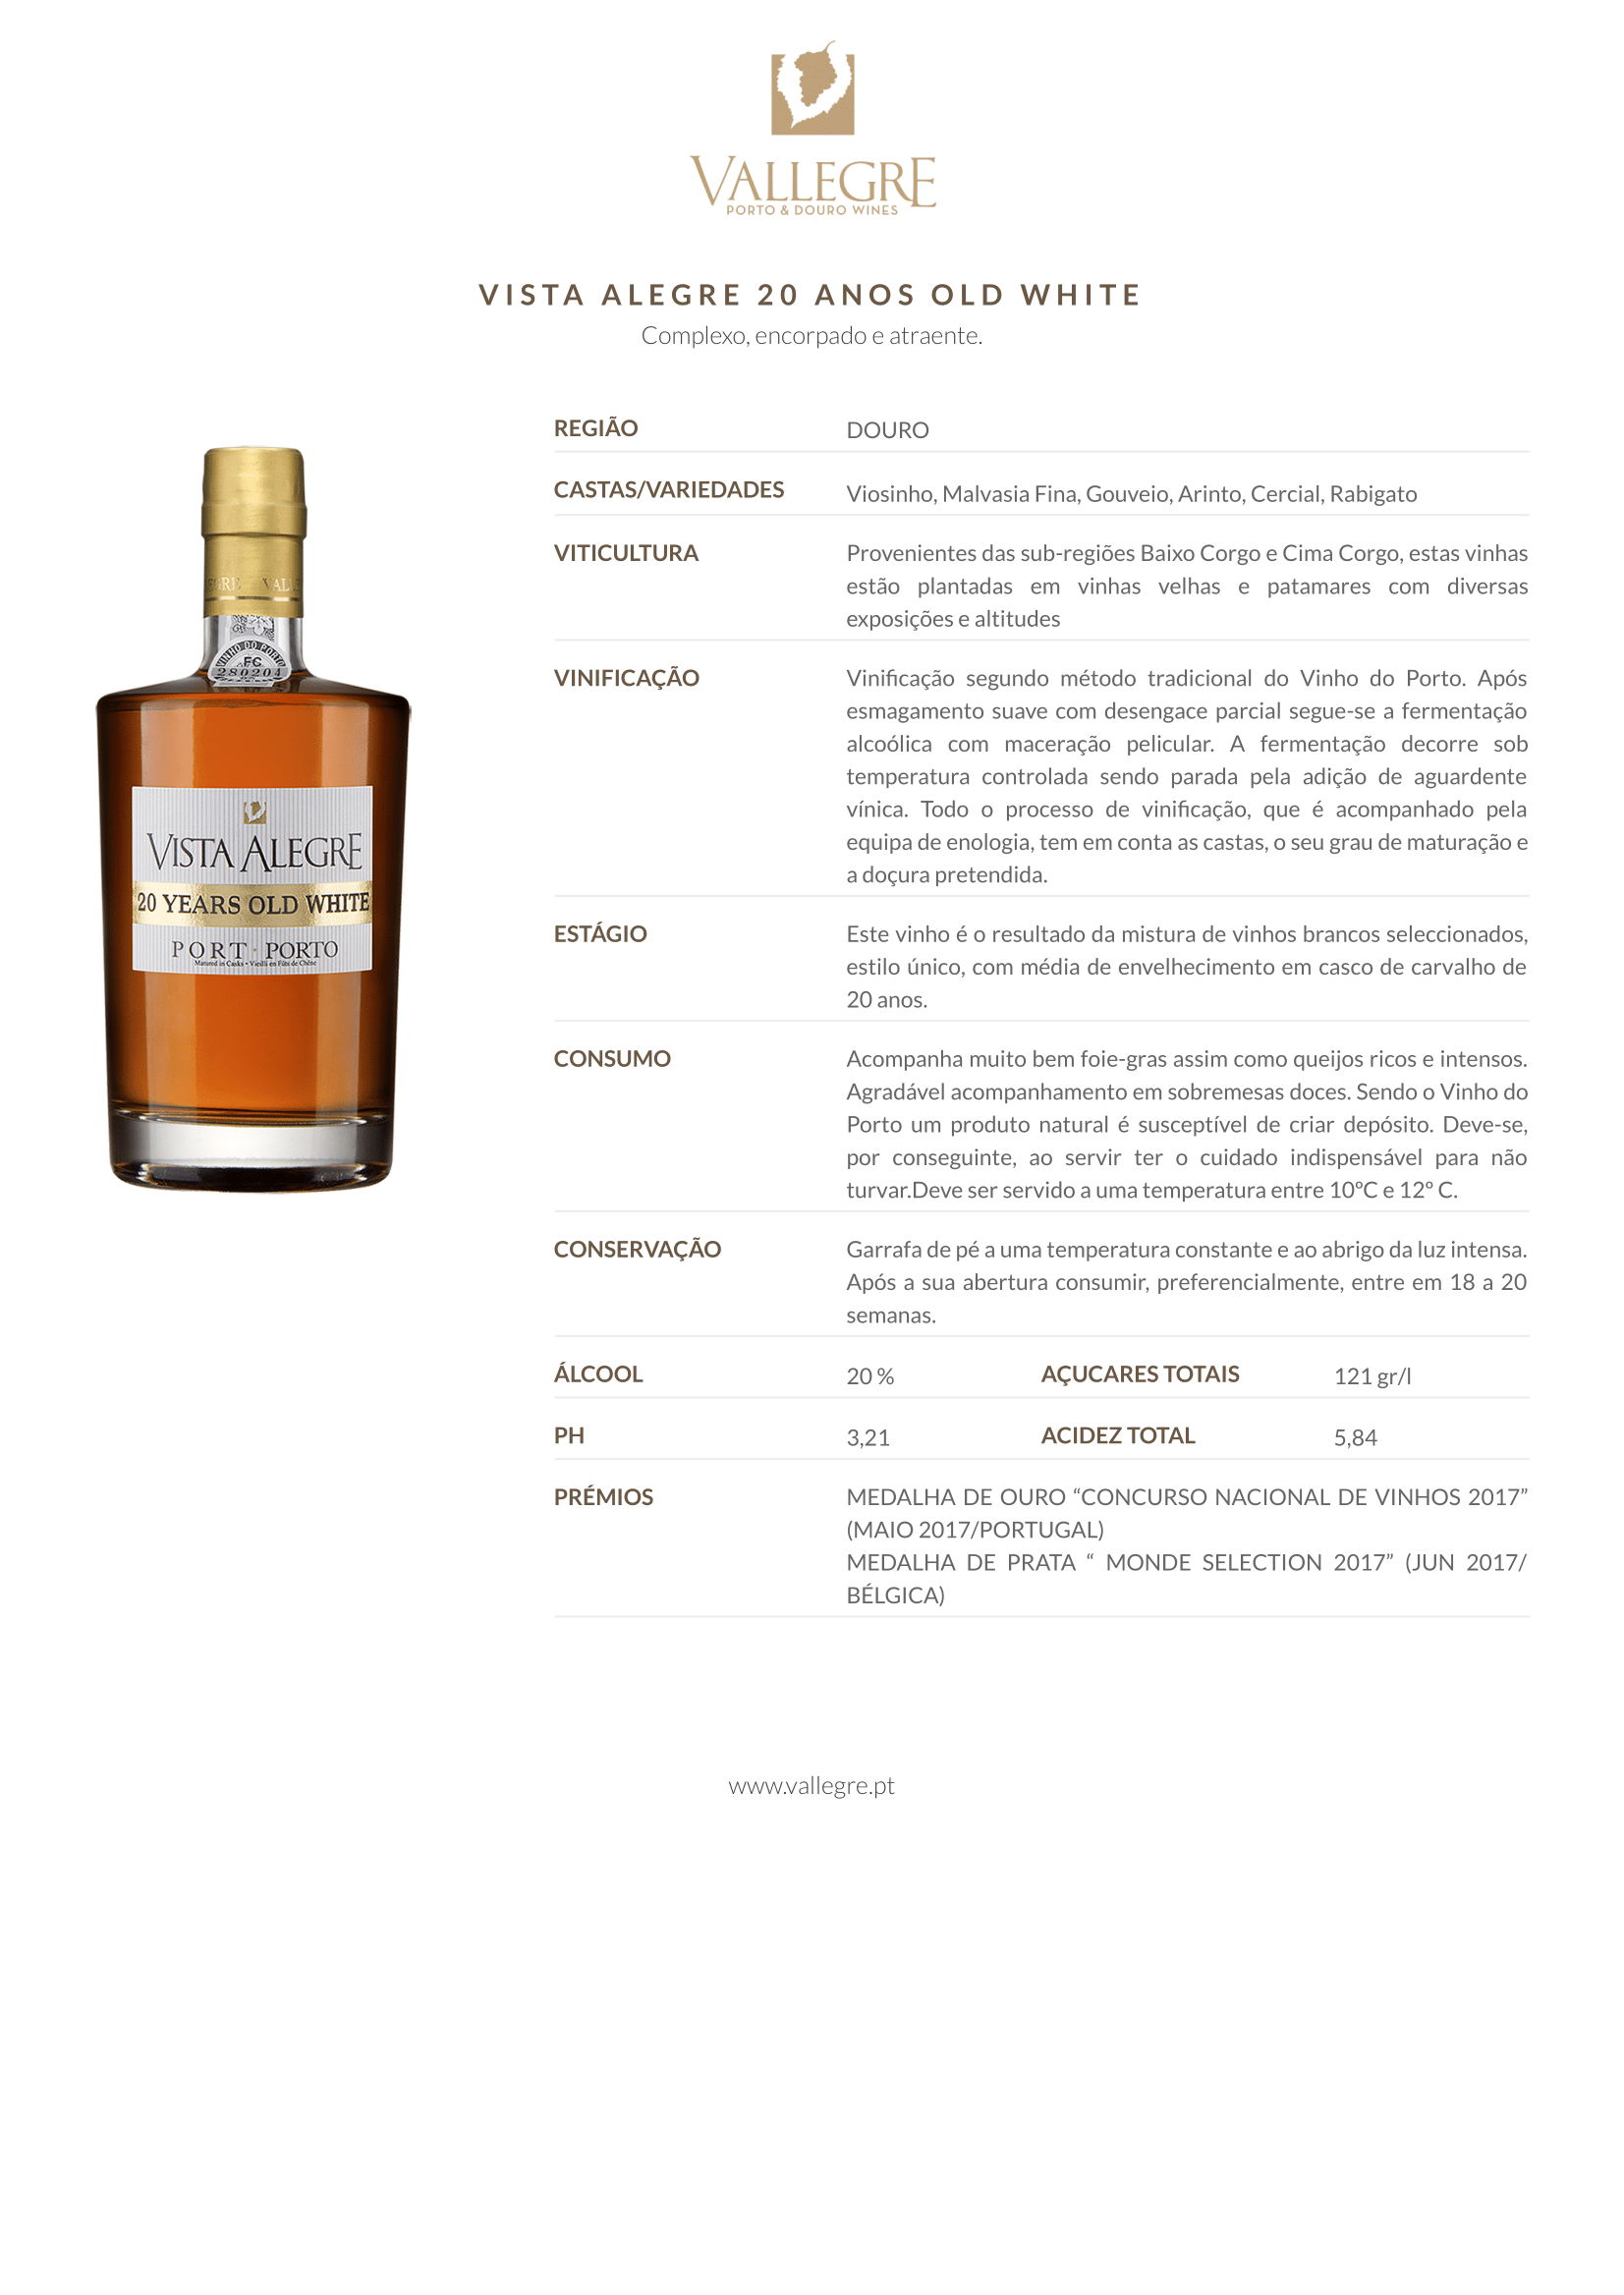 VALLEGRE
PORTO & DOURO WINES
VISTA ALEGRE 20 ANOS OLD WHITE
Complexo, encorpado e atraente.
REGIÃO
DOURO
CASTAS/VARIEDADES
Viosinho, Malvasia Fina, Gouveio, Arinto, Cercial, Rabigato
VITICULTURA
Provenientes das sub-regiões Baixo Corgo e Cima Corgo, estas vinhas
estão plantadas em vinhas velhas e patamares com diversas
exposições e altitudes
VINIFICAÇÃO
Vinificação segundo método tradicional do Vinho do Porto. Após
esmagamento suave com desengace parcial segue-se a fermentação
alcoólica com maceração pelicular. A fermentação decorre sob
temperatura controlada sendo parada pela adição de aguardente
vínica. Todo o processo de vinificação, que é acompanhado pela
equipa de enologia, tem em conta as castas, o seu grau de maturação e
a doçura pretendida.
ESTÁGIO
Este vinho é o resultado da mistura de vinhos brancos seleccionados,
estilo único, com média de envelhecimento em casco de carvalho de
20 anos.
CONSUMO
Acompanha muito bem foie-gras assim como queijos ricos e intensos.
Agradável acompanhamento em sobremesas doces. Sendo o Vinho do
Porto um produto natural é susceptível de criar depósito. Deve-se,
por conseguinte, ao servir ter o cuidado indispensável para não
turvar.Deve ser servido a uma temperatura entre 10ºC e 12º C.
CONSERVAÇÃO
Garrafa de pé a uma temperatura constante e ao abrigo da luz intensa.
Após a sua abertura consumir, preferencialmente, entre em 18 a 20
semanas.
ÁLCOOL
20 %
AÇUCARES TOTAIS
121 gr/l
PH
3,21
ACIDEZ TOTAL
5,84
PRÉMIOS
MEDALHA DE OURO “CONCURSO NACIONAL DE VINHOS 2017”
(MAIO 2017/PORTUGAL)
MEDALHA DE PRATA “ MONDE SELECTION 2017” (JUN 2017/
BÉLGICA)
VINHO DO PORTO
FC
280204
VISTA ALEGRE
20 YEARS OLD WHITE
PORT · PORTO
Matured in Casks • Vieilli en Fûts de Chêne
www.vallegre.pt